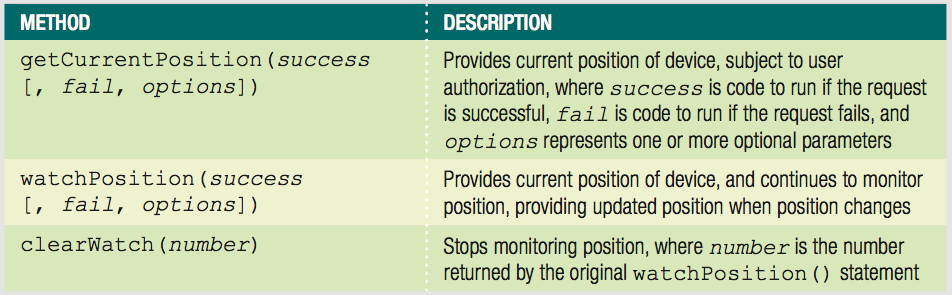 METHOD DESCRIPTION
getCurrentPosition(success
[, fail, options])
Provides current position of device, subject to user
authorization, where success is code to run if the request
is successful, fail is code to run if the request fails, and
options represents one or more optional parameters
watchPosition(success
[, fail, options])
Provides current position of device, and continues to monitor
position, providing updated position when position changes
clearWatch(number)
Stops monitoring position, where number is the number
returned by the original watchPosition() statement